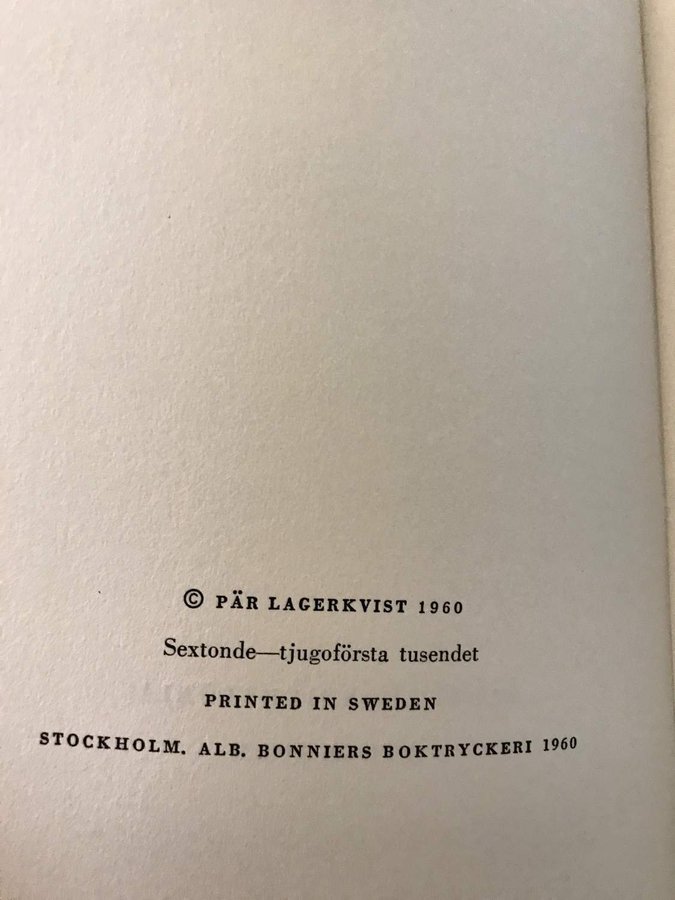 © PÄR LAGERKVIST 1960
Sextonde—tjugoförsta tusendet
PRINTED IN SWEDEN
STOCKHOLM. ALB. BONNIERS BOKTRYCKERI 1960